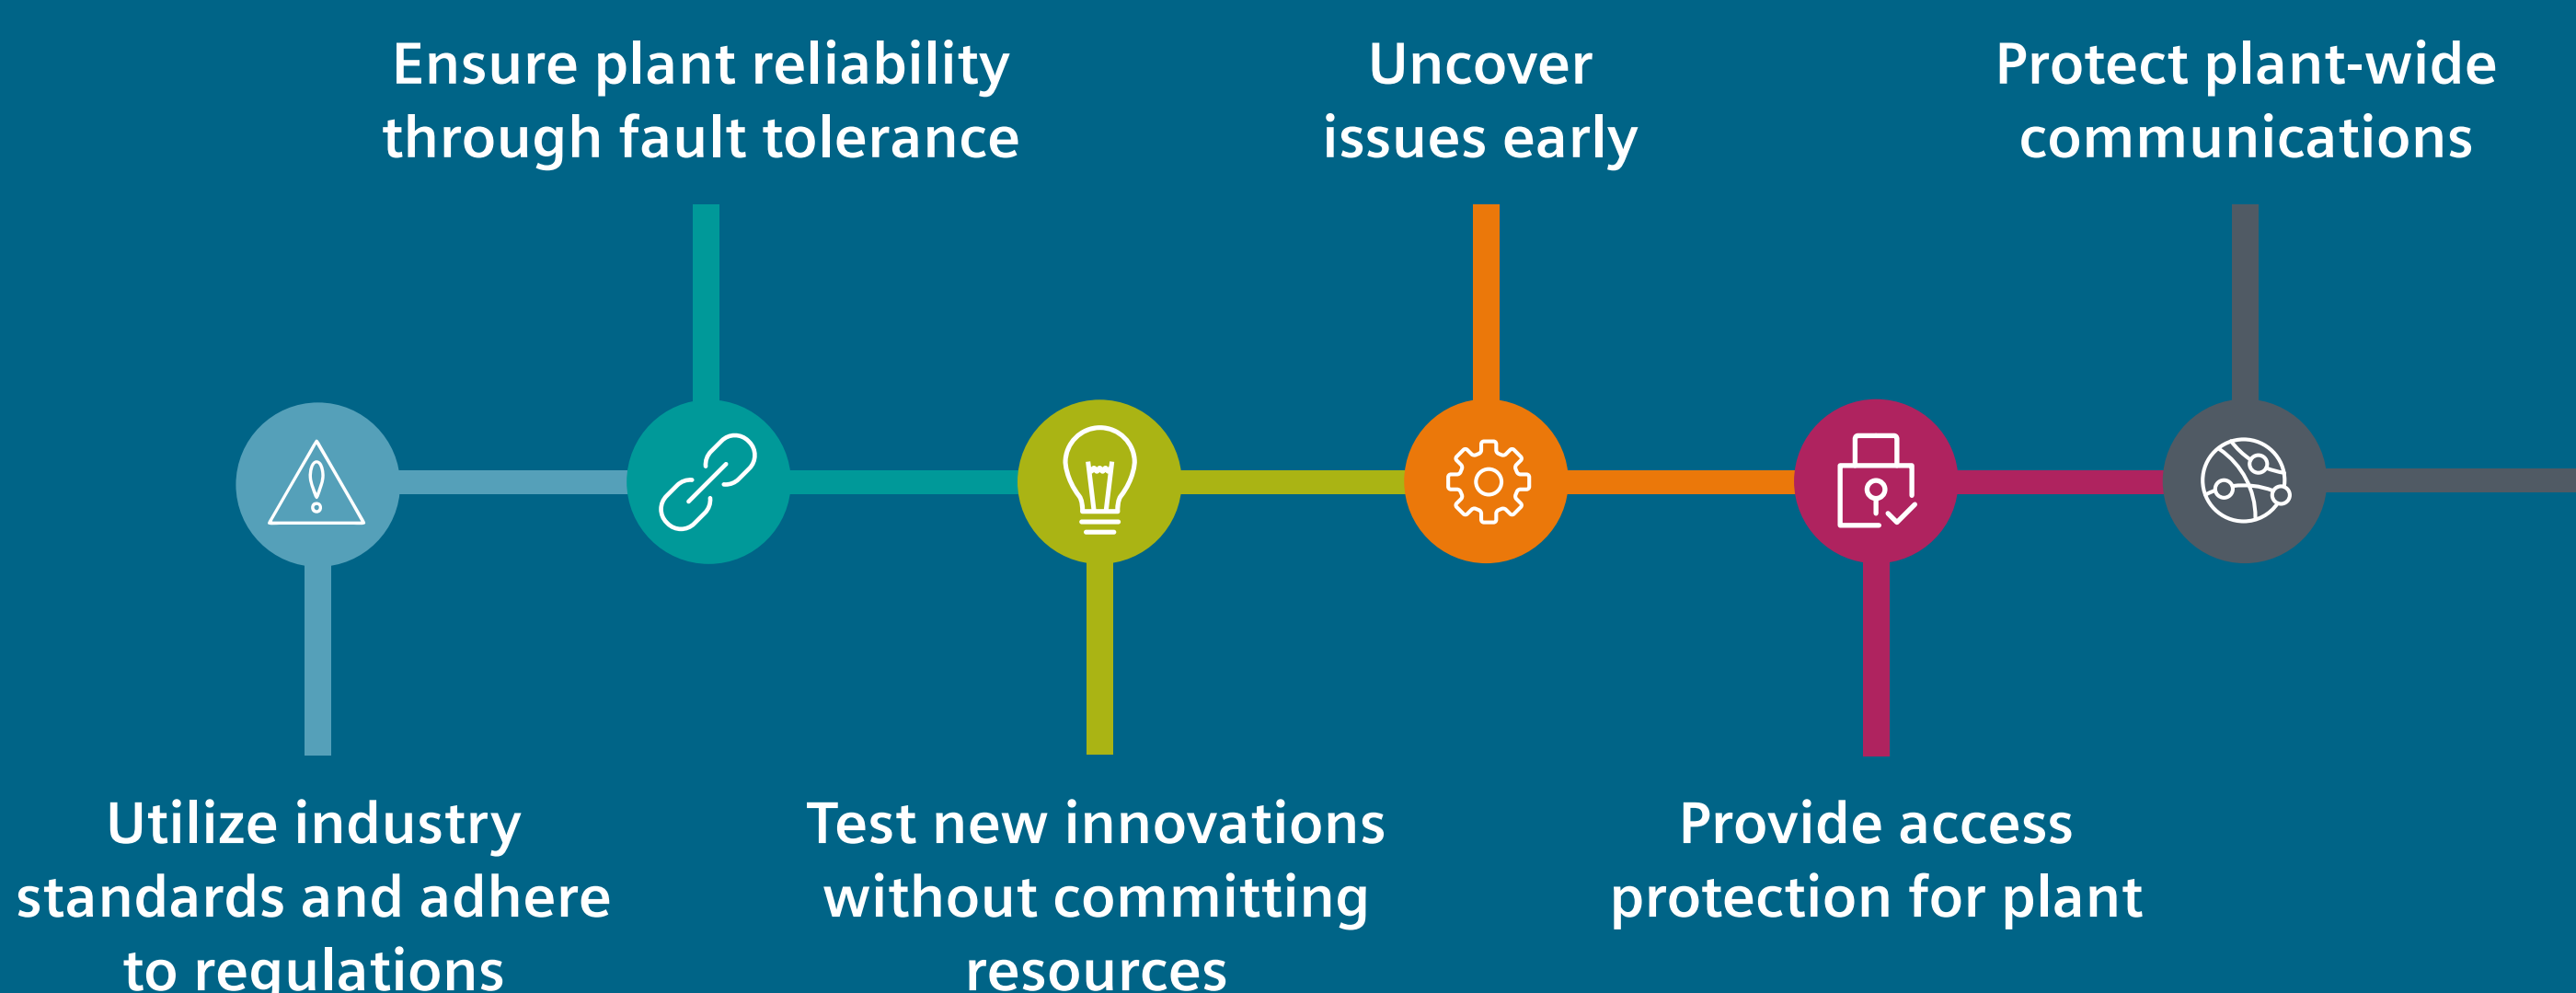 Ensure plant reliability
through fault tolerance
Uncover
issues early
Protect plant-wide
communications
Utilize industry
standards and adhere
to regulations
Test new innovations
without committing
resources
Provide access
protection for plant